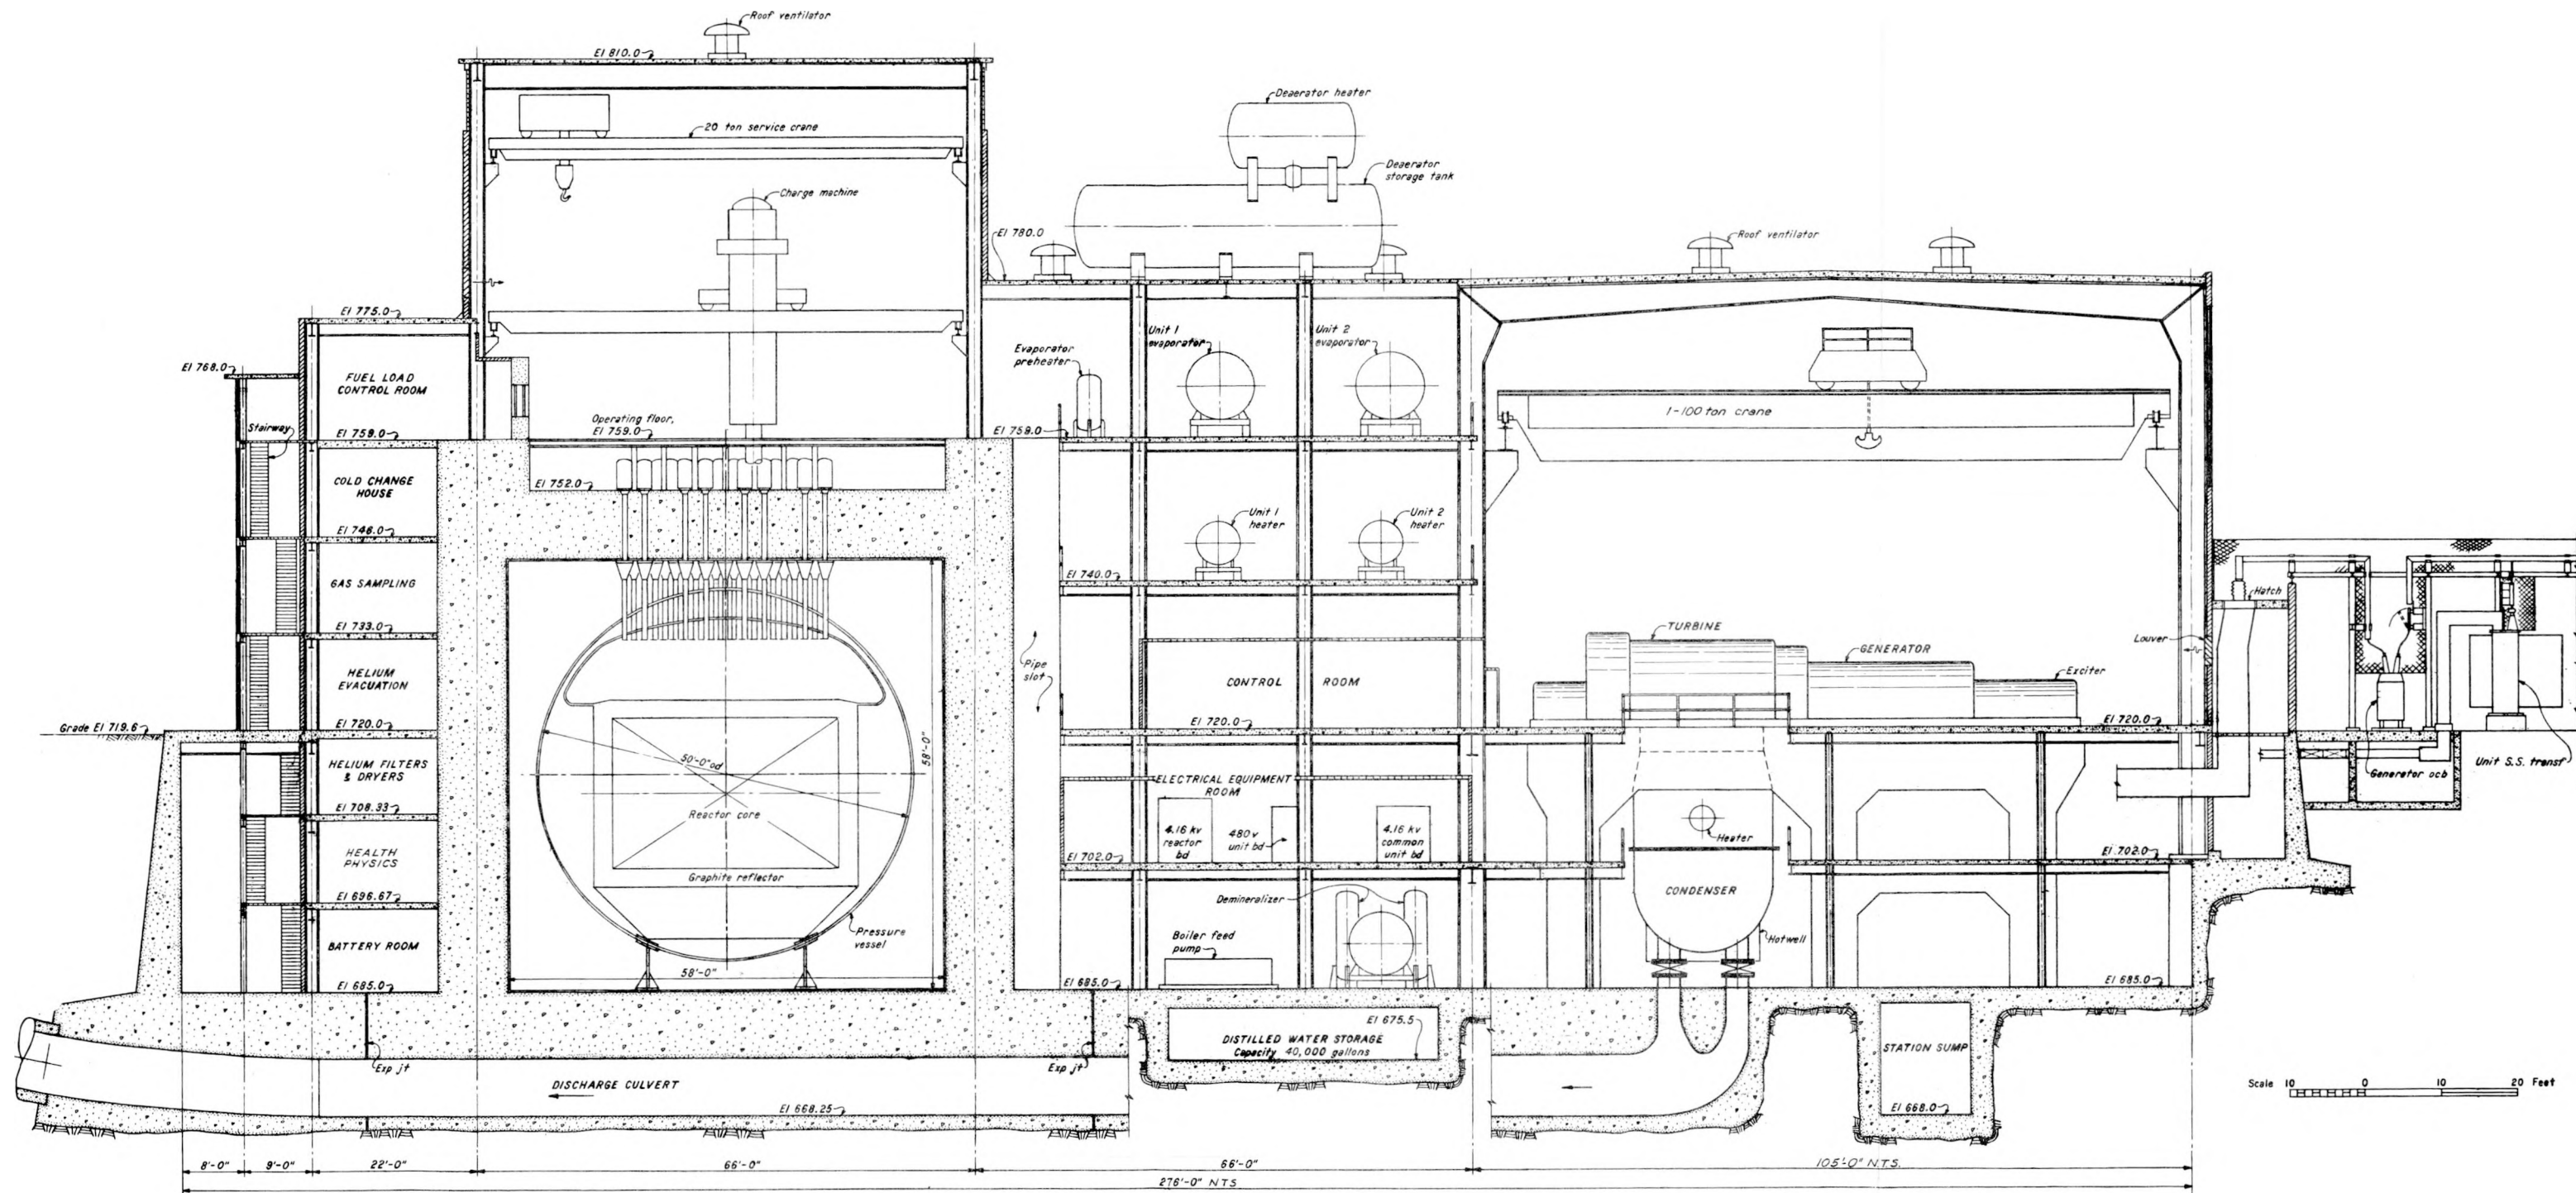 Roof ventilator
El 810.0
20 ton service crane
Charge machine
Deaerator heater
Deaerator
storage tank
El 780.0
Roof ventilator
El 775.0
El 768.0
FUEL LOAD
CONTROL ROOM
Evaporator
preheater
Unit 1
evaporator
Unit 2
evaporator
1-100 ton crane
Stairway
El 759.0
Operating floor,
El 759.0
El 759.0
COLD CHANGE
HOUSE
El 752.0
El 746.0
Unit 1
heater
Unit 2
heater
GAS SAMPLING
El 740.0
Hatch
El 733.0
TURBINE
GENERATOR
Louver
Exciter
HELIUM
EVACUATION
Pipe
slot
CONTROL ROOM
Grade El 719.6
El 720.0
El 720.0
El 720.0
HELIUM FILTERS
& DRYERS
50'-0" od
58'-0"
ELECTRICAL EQUIPMENT
ROOM
Generator ocb
Unit S.S. transf
El 708.33
Reactor core
4.16 kv
reactor
bd
480 v
unit bd
4.16 kv
common
unit bd
Heater
HEALTH
PHYSICS
El 702.0
El 702.0
Graphite reflector
CONDENSER
El 696.67
Demineralizer
BATTERY ROOM
Pressure
vessel
Boiler feed
pump
Hotwell
58'-0"
El 685.0
El 685.0
El 685.0
El 675.5
DISTILLED WATER STORAGE
Capacity 40,000 gallons
STATION SUMP
Exp jt
Exp jt
DISCHARGE CULVERT
El 668.25
El 668.0
Scale 10 0 10 20 Feet
8'-0" 9'-0" 22'-0" 66'-0" 66'-0" 105'-0" N.T.S.
276'-0" NTS